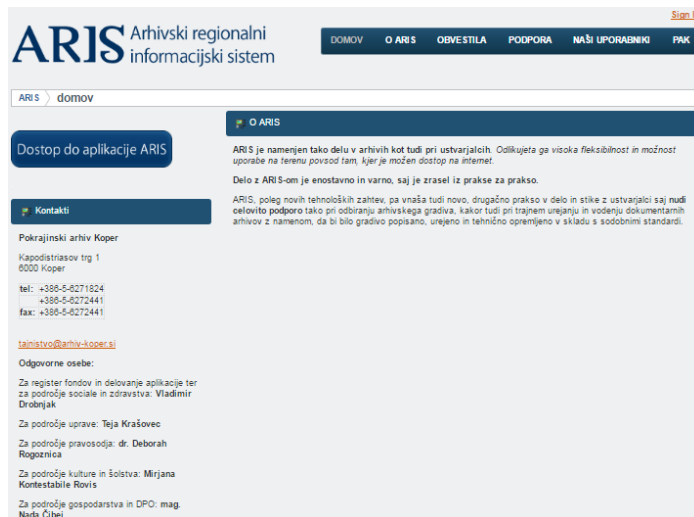 Sign
ARIS Arhivski regionalni
informacijski sistem
DOMOV O ARIS OBVESTILA PODPORA NAŠI UPORABNIKI PAK
ARIS domov
Dostop do aplikacije ARIS
Kontakti
Pokrajinski arhiv Koper
Kapodistriasov trg 1
6000 Koper
tel: +386-5-6271824
+386-5-6272441
fax: +386-5-6272441
tajnistvo@arhiv-koper.si
Odgovorne osebe:
Za register fondov in delovanje aplikacije ter
za področje sociale in zdravstva: Vladimir
Drobnjak
Za področje uprave: Teja Krašovec
Za področje pravosodja: dr. Deborah
Rogoznica
Za področje kulture in šolstva: Mirjana
Kontestabile Rovis
Za področje gospodarstva in DPO: mag.
Nada Čibej
O ARIS
ARIS je namenjen tako delu v arhivih kot tudi pri ustvarjalcih. Odlikujeta ga visoka fleksibilnost in možnost
uporabe na terenu povsod tam, kjer je možen dostop na internet.
Delo z ARIS-om je enostavno in varno, saj je zrasel iz prakse za prakso.
ARIS, poleg novih tehnoloških zahtev, pa vnaša tudi novo, drugačno prakso v delo in stike z ustvarjalci saj nudi
celovito podporo tako pri odbiranju arhivskega gradiva, kakor tudi pri trajnem urejanju in vodenju dokumentarnih
arhivov z namenom, da bi bilo gradivo popisano, urejeno in tehnično opremljeno v skladu s sodobnimi standardi.